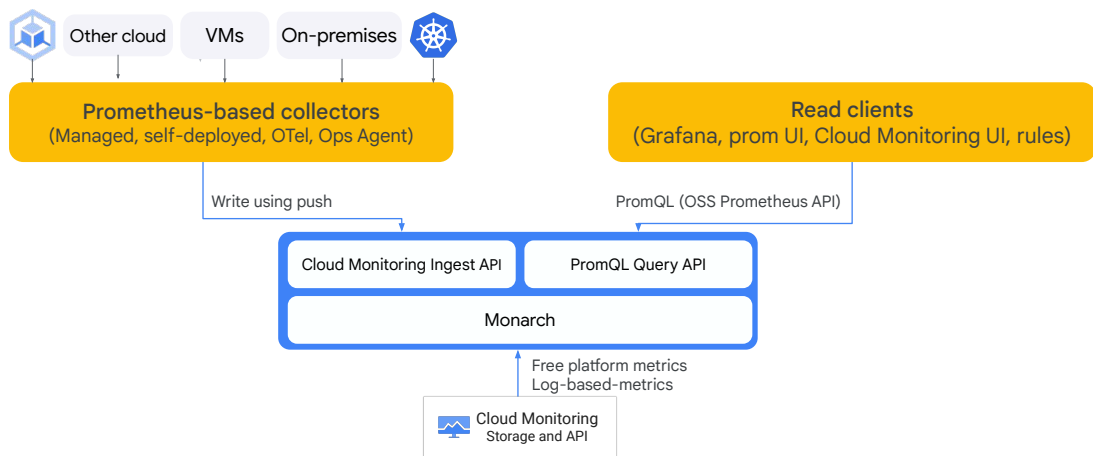 Other cloud
VMs
On-premises
Prometheus-based collectors
(Managed, self-deployed, OTel, Ops Agent)
Read clients
(Grafana, prom UI, Cloud Monitoring UI, rules)
Write using push
PromQL (OSS Prometheus API)
Cloud Monitoring Ingest API
PromQL Query API
Monarch
Free platform metrics
Log-based-metrics
Cloud Monitoring
Storage and API